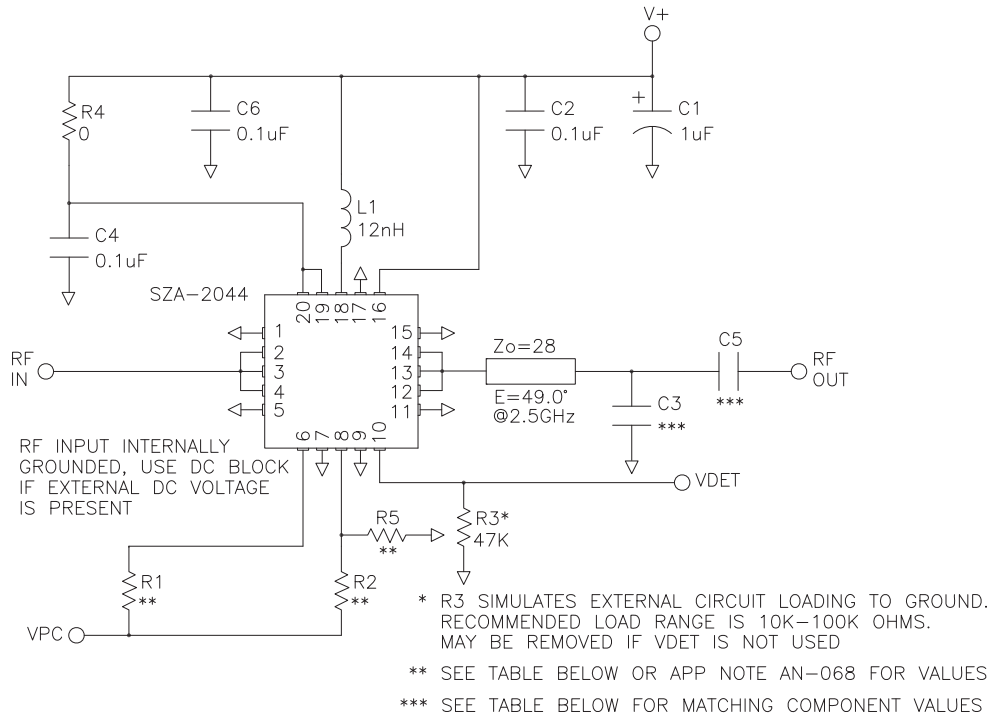 V+
R4
0
C6
0.1uF
C2
0.1uF
+
C1
1uF
L1
12nH
C4
0.1uF
SZA-2044
20
19
18
17
16
1
2
3
4
5
15
14
13
12
11
6
7
8
9
10
RF
IN
Zo=28
E=49.0°
@2.5GHz
C5
***
RF
OUT
C3
***
RF INPUT INTERNALLY
GROUNDED, USE DC BLOCK
IF EXTERNAL DC VOLTAGE
IS PRESENT
VDET
R5
**
R3*
47K
R1
**
R2
**
VPC
* R3 SIMULATES EXTERNAL CIRCUIT LOADING TO GROUND.
RECOMMENDED LOAD RANGE IS 10K-100K OHMS.
MAY BE REMOVED IF VDET IS NOT USED
** SEE TABLE BELOW OR APP NOTE AN-068 FOR VALUES
*** SEE TABLE BELOW FOR MATCHING COMPONENT VALUES